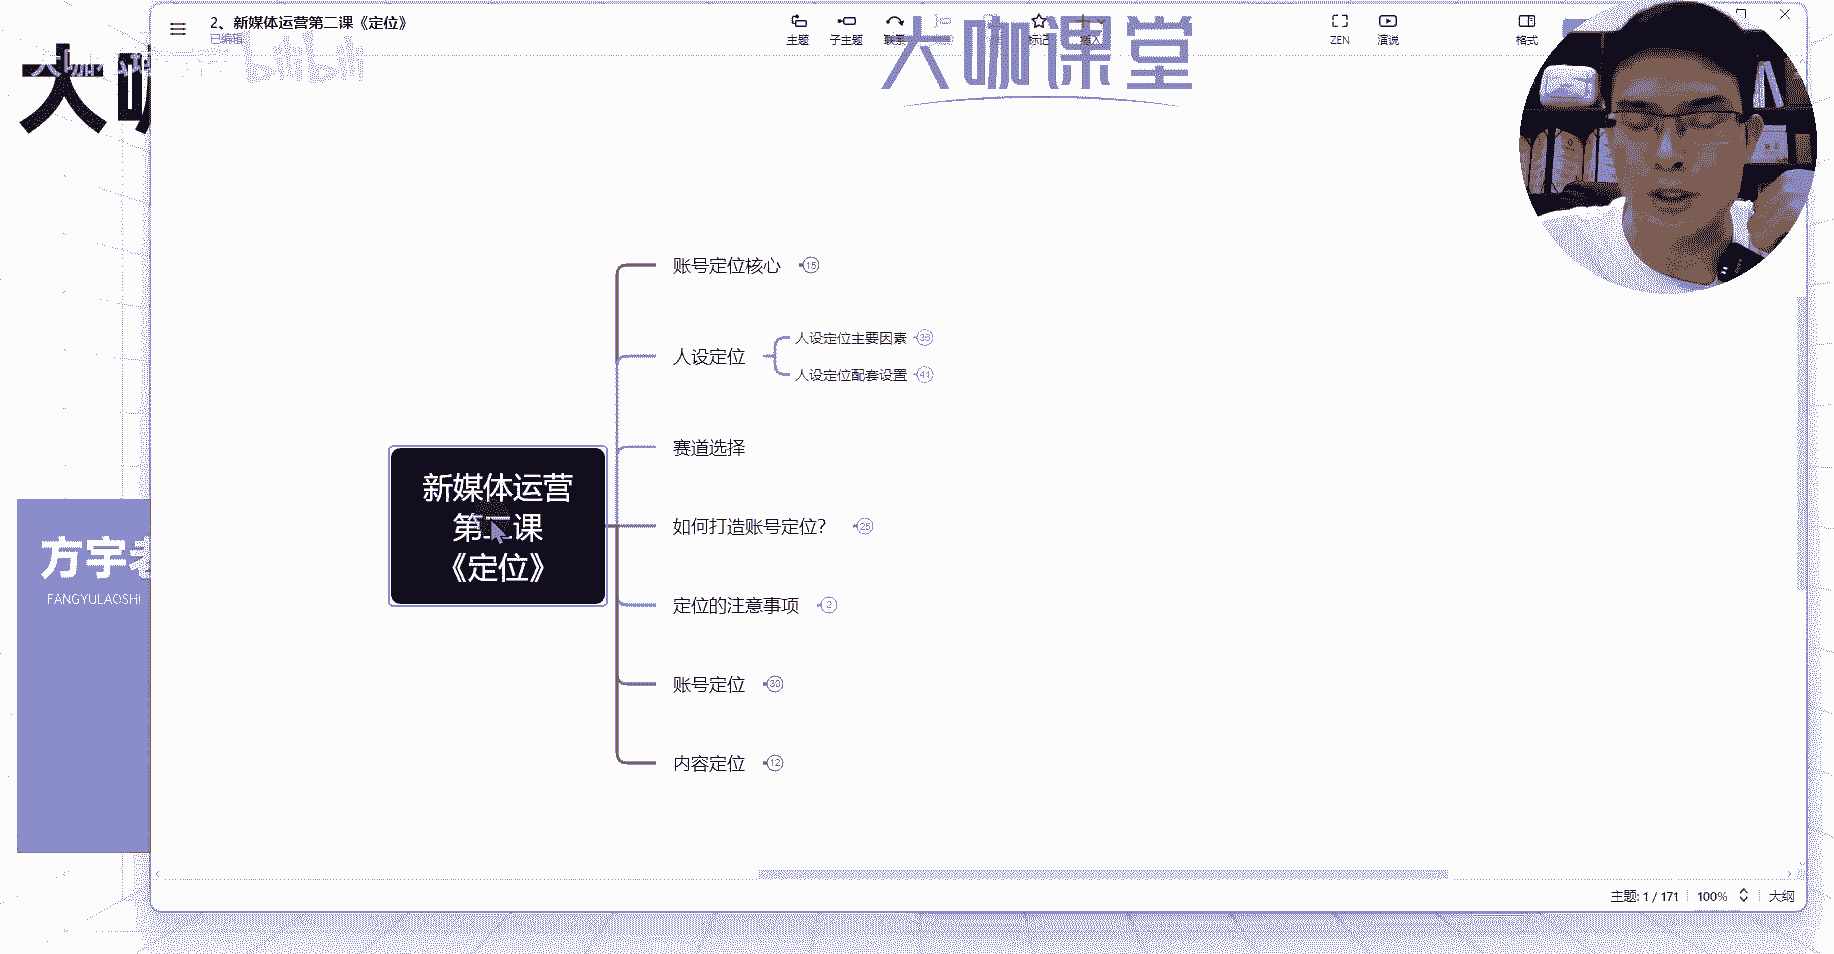 2、新媒体运营第二课《定位》
已编辑
主题
子主题
联系
标记
插入
ZEN
演说
格式
大咖课堂
bilibili
大咖
账号定位核心 15
人设定位
人设定位主要因素
人设定位配套设置 41
赛道选择
新媒体运营
第二课
《定位》
如何打造账号定位？ 25
定位的注意事项 2
账号定位 30
内容定位 12
方宇老
FANGYULAOSHI
主题: 1 / 171
100%
大纲